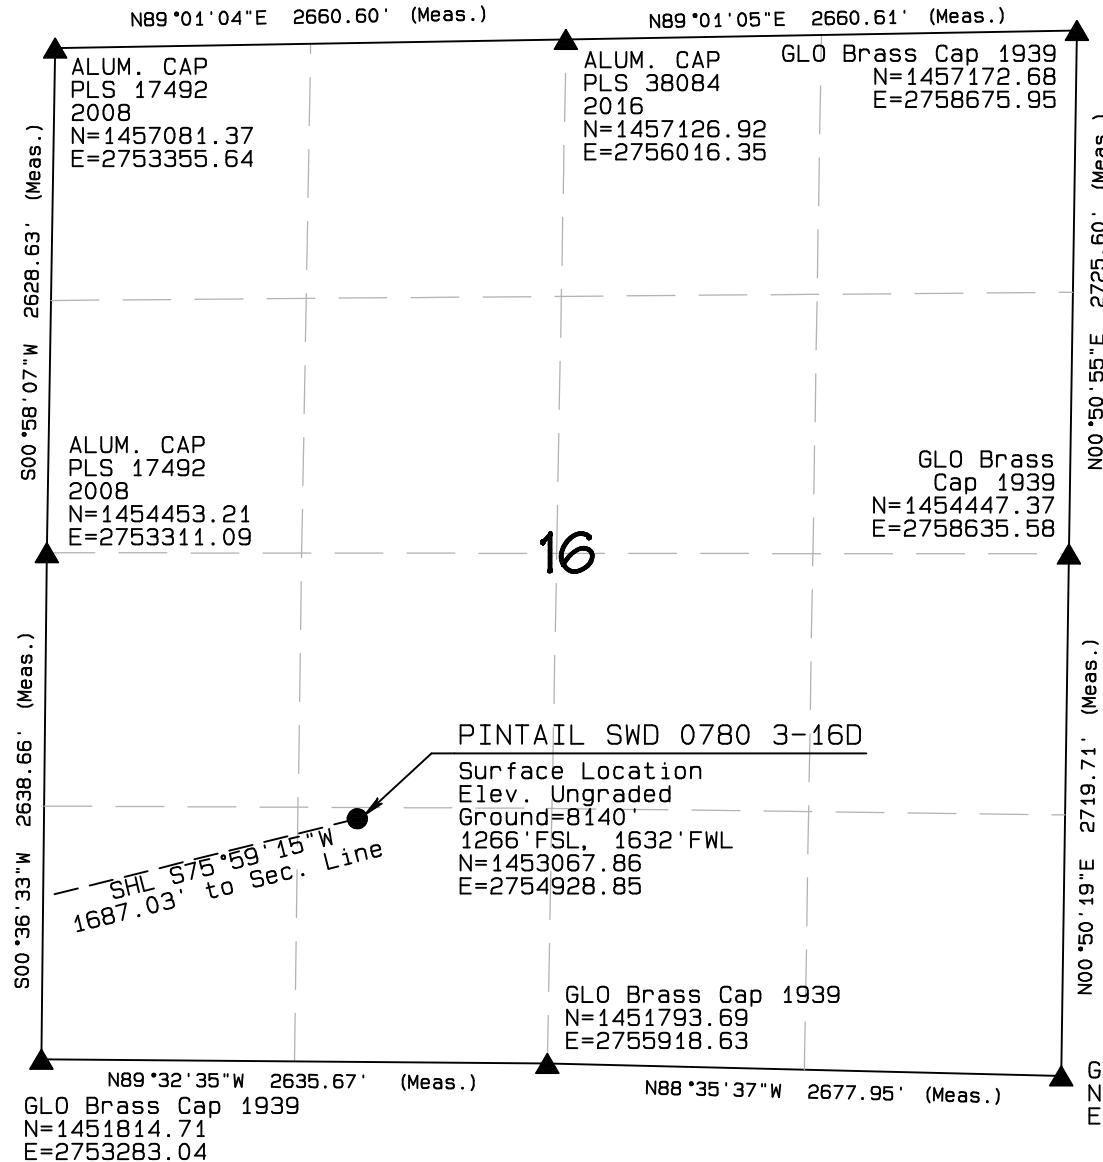 N89°01'04"E 2660.60' (Meas.)
N89°01'05"E 2660.61' (Meas.)
ALUM. CAP
PLS 17492
2008
N=1457081.37
E=2753355.64
ALUM. CAP
PLS 38084
2016
N=1457126.92
E=2756016.35
GLO Brass Cap 1939
N=1457172.68
E=2758675.95
S00°58'07"W 2628.63' (Meas.)
N00°50'55"E 2725.60' (Meas.)
ALUM. CAP
PLS 17492
2008
N=1454453.21
E=2753311.09
GLO Brass
Cap 1939
N=1454447.37
E=2758635.58
16
S00°36'33"W 2638.66' (Meas.)
N00°50'19"E 2719.71' (Meas.)
PINTAIL SWD 0780 3-16D
Surface Location
Elev. Ungraded
Ground=8140'
1266'FSL, 1632'FWL
N=1453067.86
E=2754928.85
SHL S75°59'15"W
1687.03' to Sec. Line
GLO Brass Cap 1939
N=1451793.69
E=2755918.63
N89°32'35"W 2635.67' (Meas.)
N88°35'37"W 2677.95' (Meas.)
GLO Brass Cap 1939
N=1451814.71
E=2753283.04
G
N
E